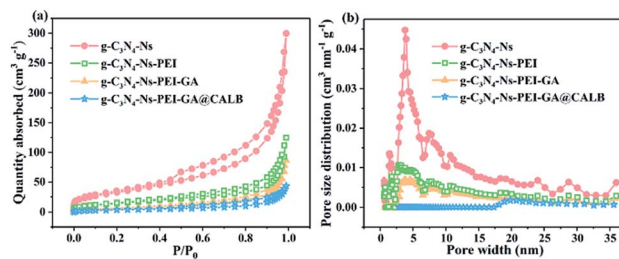 (a)
g-C₃N₄-Ns
g-C₃N₄-Ns-PEI
g-C₃N₄-Ns-PEI-GA
g-C₃N₄-Ns-PEI-GA@CALB
Quantity absorbed (cm³ g⁻¹)
300
250
200
150
100
50
0
0.0 0.2 0.4 0.6 0.8 1.0
P/P₀
(b)
g-C₃N₄-Ns
g-C₃N₄-Ns-PEI
g-C₃N₄-Ns-PEI-GA
g-C₃N₄-Ns-PEI-GA@CALB
Pore size distribution (cm³ nm⁻¹ g⁻¹)
0.04
0.03
0.02
0.01
0.00
0 5 10 15 20 25 30 35
Pore width (nm)